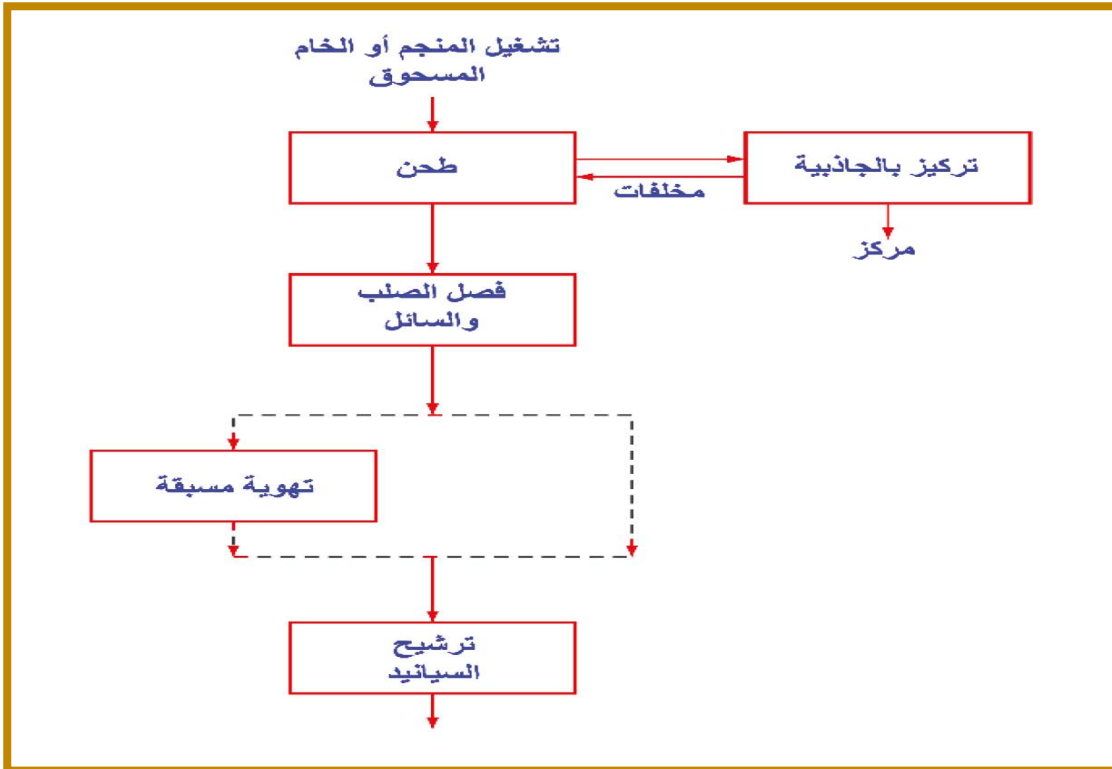 تشغيل المنجم أو الخام
المسحوق
طحن
تركيز بالجاذبية
مخلفات
مركز
فصل الصلب
والسائل
تهوية مسبقة
ترشيح
السيانيد